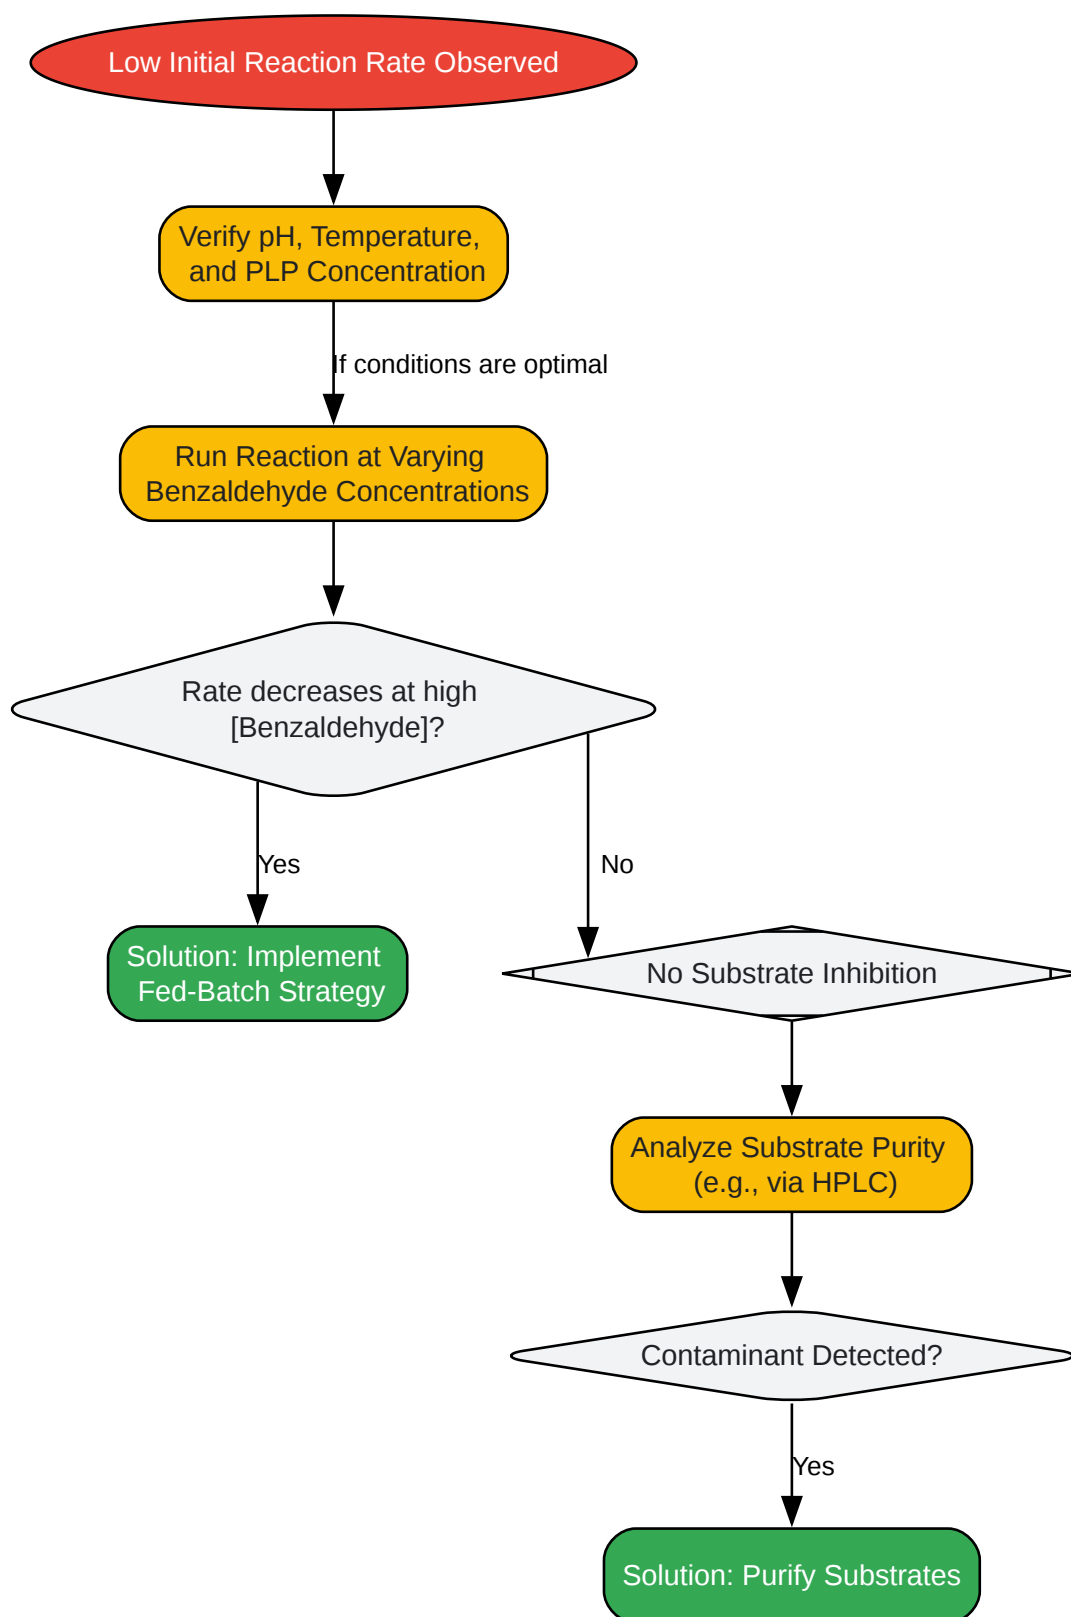 Low Initial Reaction Rate Observed
Verify pH, Temperature,
and PLP Concentration
If conditions are optimal
Run Reaction at Varying
Benzaldehyde Concentrations
Rate decreases at high
[Benzaldehyde]?
Yes
No
Solution: Implement
Fed-Batch Strategy
No Substrate Inhibition
Analyze Substrate Purity
(e.g., via HPLC)
Contaminant Detected?
Yes
Solution: Purify Substrates